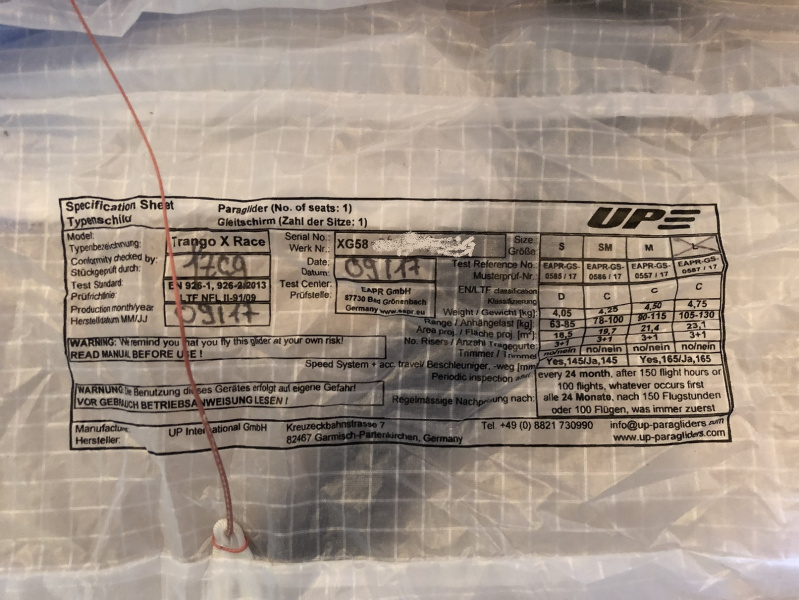 Specification Sheet
Typenschild
Paraglider (No. of seats: 1)
Gleitschirm (Zahl der Sitze: 1)
UP
Model:
Typenbezeichnung:
Trango X Race
Conformity checked by:
Stückgeprüft durch:
Test Standard:
Prüfrichtlinie:
EN 926-1, 926-2/2013
LTF NFL II-91/09
Production month/year
Herstelldatum MM/JJ
09/17
Serial No.:
Werk Nr.:
XG58
Date:
Datum:
09/17
Test Center:
Prüfstelle:
EAPR GmbH
87730 Bad Grönenbach
Germany www.eapr.eu
Size
Größe
S SM M L
Test Reference No.:
Musterprüf-Nr.:
EAPR-GS-0585 / 17 EAPR-GS-0586 / 17 EAPR-GS-0557 / 17 EAPR-GS-0587 / 17
EN/LTF classification
Klassifizierung
D C C C
Weight / Gewicht [kg]
4,05 4,25 4,50 4,75
Range / Anhängelast [kg]
63-85 78-100 90-115 105-130
Area proj. / Fläche proj. [m²]
18,5 19,7 21,4 23,1
No. Risers / Anzahl Tragegurte
3+1 3+1 3+1 3+1
Trimmer / Trimmer
no/nein no/nein no/nein no/nein
Speed System + acc. travel/ Beschleuniger. -weg [mm]
Yes,145/Ja,145 Yes,165/Ja,165
Periodic inspection after
Regelmässige Nachprüfung nach:
every 24 month, after 150 flight hours or
100 flights, whatever occurs first
alle 24 Monate, nach 150 Flugstunden
oder 100 Flügen, was immer zuerst
WARNING: We remind you that you fly this glider at your own risk!
READ MANUAL BEFORE USE !
WARNUNG: Die Benutzung dieses Gerätes erfolgt auf eigene Gefahr!
VOR GEBRAUCH BETRIEBSANWEISUNG LESEN !
Manufacturer
Hersteller:
UP International GmbH
Kreuzeckbahnstrasse 7
82467 Garmisch-Partenkirchen, Germany
Tel. +49 (0) 8821 730990
info@up-paragliders.com
www.up-paragliders.com